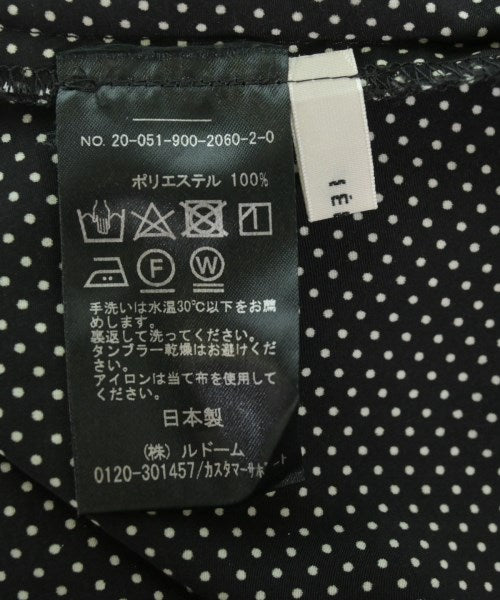 NO. 20-051-900-2060-2-0
ポリエステル 100%
F W
手洗いは水温30℃以下をお薦
めします。
裏返して洗ってください。
タンブラー乾燥はお避けくだ
さい。
アイロンは当て布を使用して
ください。
日本製
(株) ルドーム
0120-301457/カスタマーサポート
IÉ